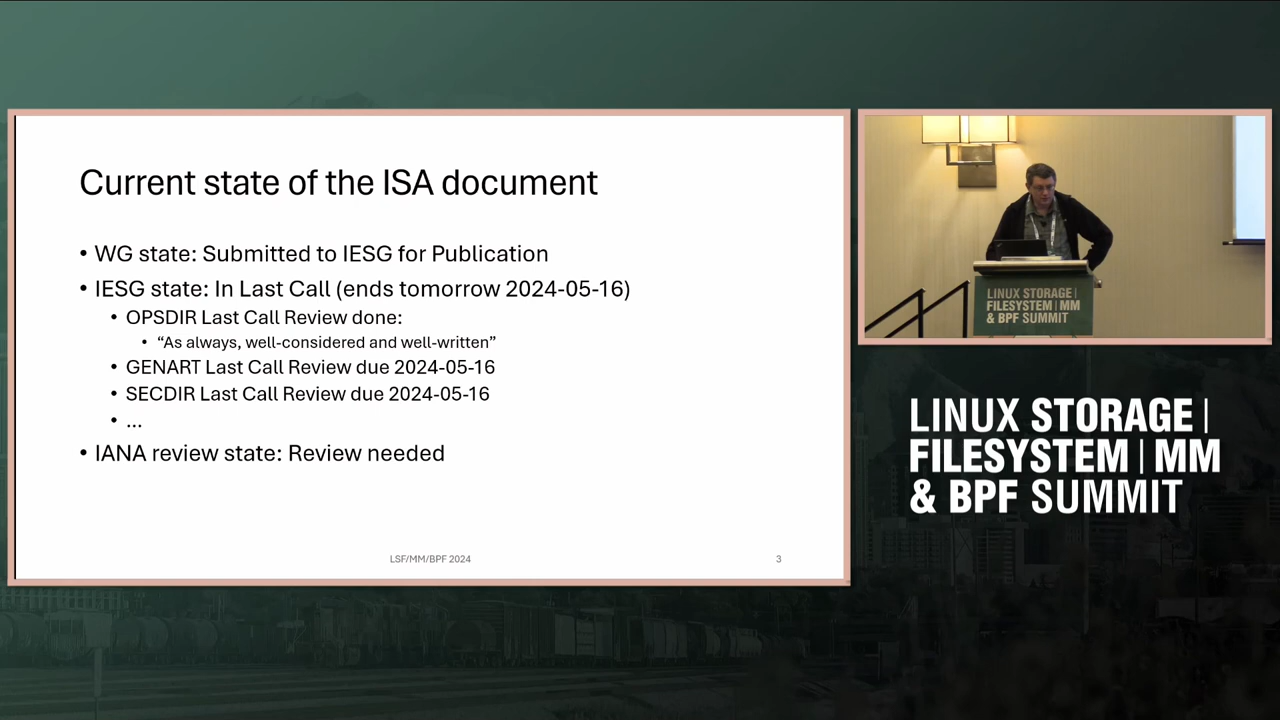 Current state of the ISA document
• WG state: Submitted to IESG for Publication
• IESG state: In Last Call (ends tomorrow 2024-05-16)
• OPSDIR Last Call Review done:
• “As always, well-considered and well-written”
• GENART Last Call Review due 2024-05-16
• SECDIR Last Call Review due 2024-05-16
• ...
• IANA review state: Review needed
LSF/MM/BPF 2024
3
LINUX STORAGE |
FILESYSTEM | MM
& BPF SUMMIT
LINUX STORAGE |
FILESYSTEM | MM
& BPF SUMMIT